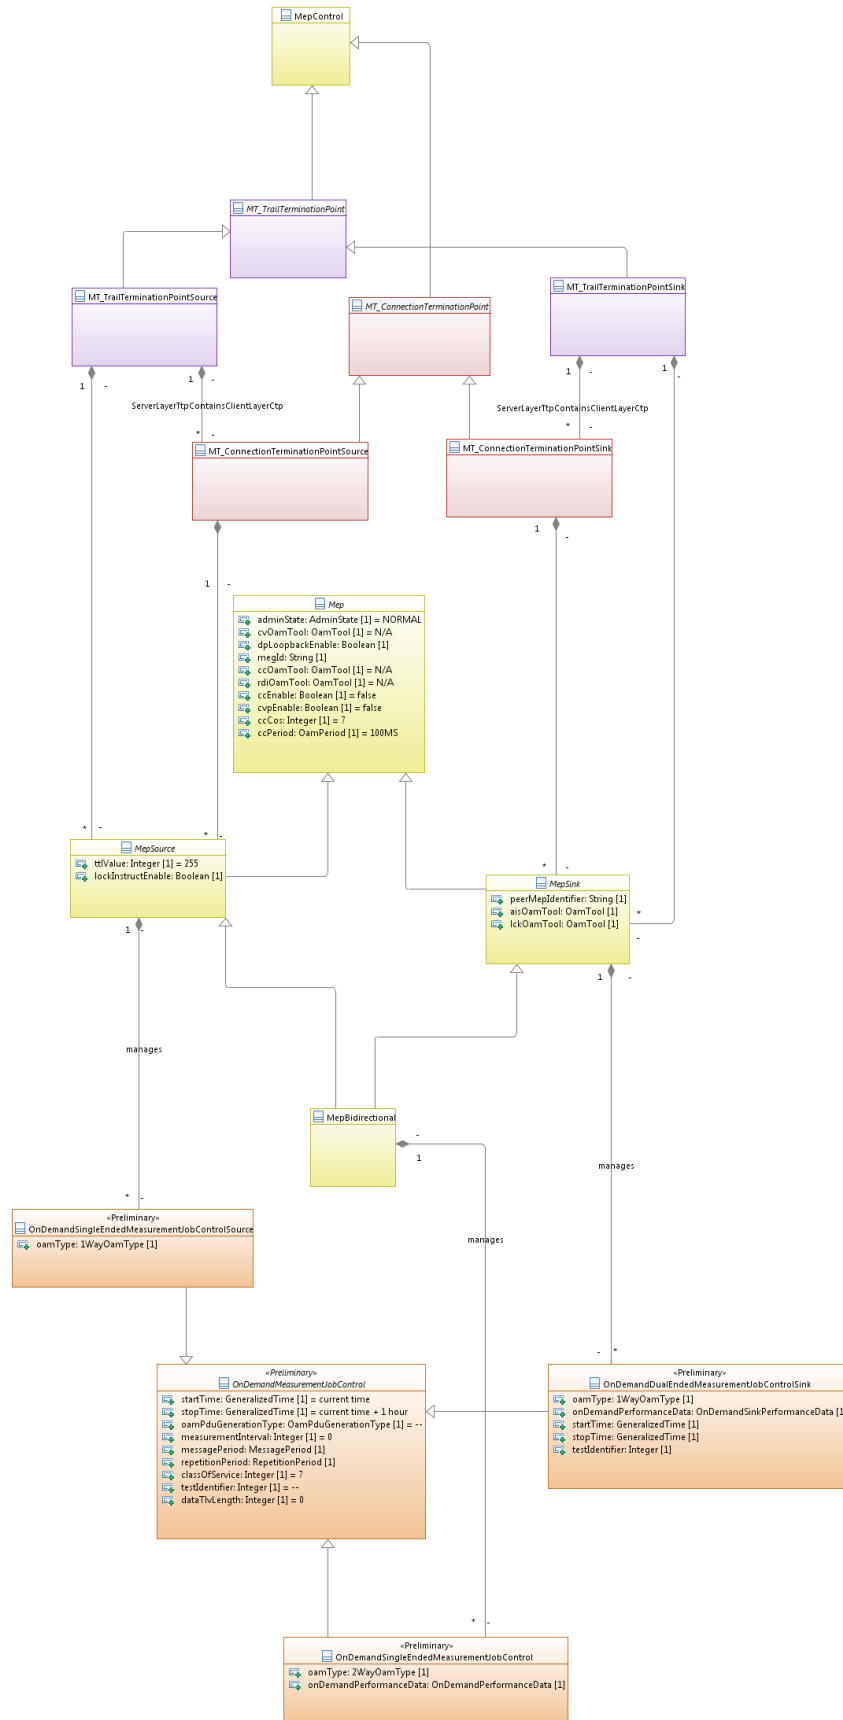 MepControl
MT_TrailTerminationPoint
MT_TrailTerminationPointSource
MT_ConnectionTerminationPoint
MT_TrailTerminationPointSink
1 -
1 -
1 -
1 -
ServerLayerTtpContainsClientLayerCtp
ServerLayerTtpContainsClientLayerCtp
* -
* -
MT_ConnectionTerminationPointSource
MT_ConnectionTerminationPointSink
1 -
1 -
Mep
adminState: AdminState [1] = NORMAL
cvOamTool: OamTool [1] = N/A
dpLoopbackEnable: Boolean [1]
megId: String [1]
ccOamTool: OamTool [1] = N/A
rdiOamTool: OamTool [1] = N/A
ccEnable: Boolean [1] = false
cvpEnable: Boolean [1] = false
ccCos: Integer [1] = 7
ccPeriod: OamPeriod [1] = 100MS
* -
* -
MepSource
ttlValue: Integer [1] = 255
lockInstructEnable: Boolean [1]
* -
MepSink
peerMepIdentifier: String [1]
aisOamTool: OamTool [1]
lckOamTool: OamTool [1]
*
-
1 -
1 -
manages
MepBidirectional
-
1
manages
* -
«Preliminary»
OnDemandSingleEndedMeasurementJobControlSource
oamType: 1WayOamType [1]
manages
- *
«Preliminary»
OnDemandMeasurementJobControl
startTime: GeneralizedTime [1] = current time
stopTime: GeneralizedTime [1] = current time + 1 hour
oamPduGenerationType: OamPduGenerationType [1] = --
measurementInterval: Integer [1] = 0
messagePeriod: MessagePeriod [1]
repetitionPeriod: RepetitionPeriod [1]
classOfService: Integer [1] = 7
testIdentifier: Integer [1] = --
dataTlvLength: Integer [1] = 0
«Preliminary»
OnDemandDualEndedMeasurementJobControlSink
oamType: 1WayOamType [1]
onDemandPerformanceData: OnDemandSinkPerformanceData [1]
startTime: GeneralizedTime [1]
stopTime: GeneralizedTime [1]
testIdentifier: Integer [1]
* -
«Preliminary»
OnDemandSingleEndedMeasurementJobControl
oamType: 2WayOamType [1]
onDemandPerformanceData: OnDemandPerformanceData [1]